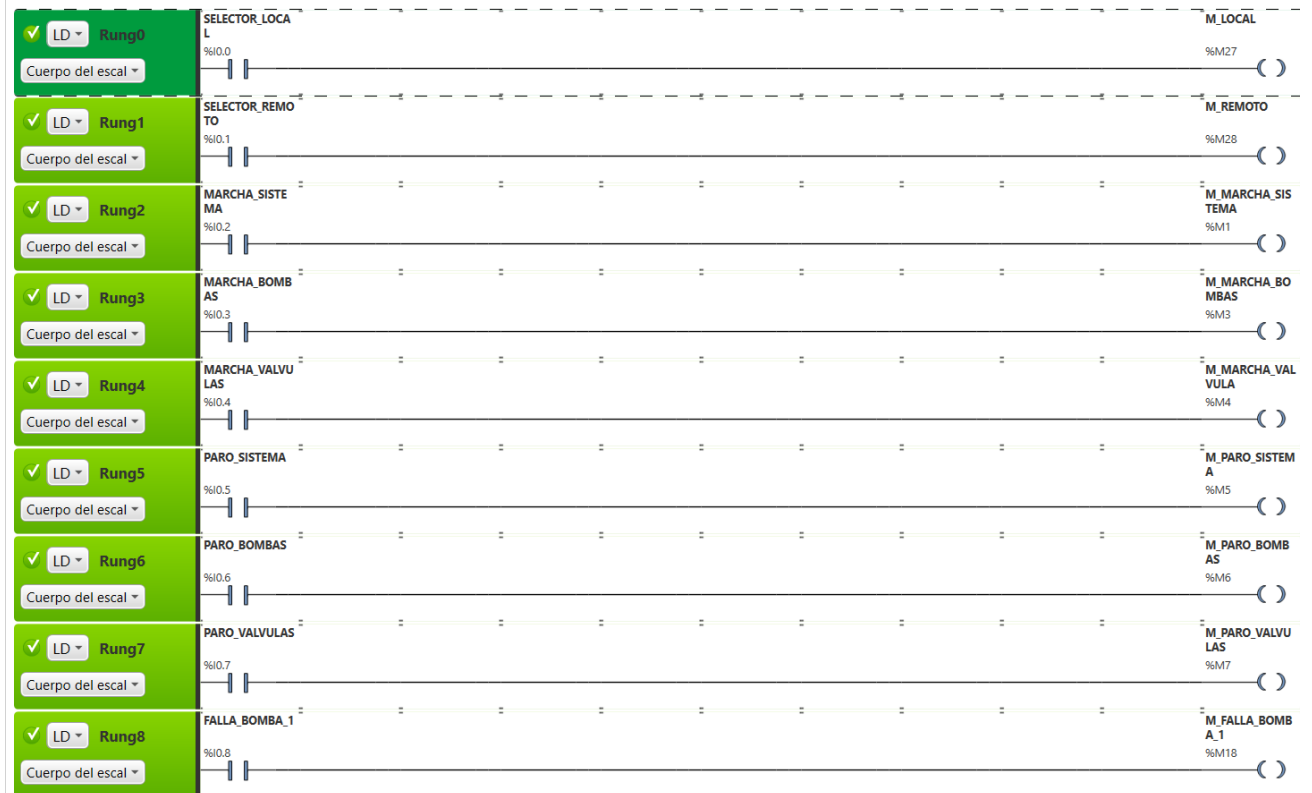 SELECTOR_LOCA
L
M_LOCAL
LD
Rung0
%I0.0
%M27
Cuerpo del escal
SELECTOR_REMO
TO
M_REMOTO
LD
Rung1
%I0.1
%M28
Cuerpo del escal
MARCHA_SISTE
MA
M_MARCHA_SIS
TEMA
LD
Rung2
%I0.2
%M1
Cuerpo del escal
MARCHA_BOMB
AS
M_MARCHA_BO
MBAS
LD
Rung3
%I0.3
%M3
Cuerpo del escal
MARCHA_VALVU
LAS
M_MARCHA_VAL
VULA
LD
Rung4
%I0.4
%M4
Cuerpo del escal
PARO_SISTEMA
M_PARO_SISTEM
A
LD
Rung5
%I0.5
%M5
Cuerpo del escal
PARO_BOMBAS
M_PARO_BOMB
AS
LD
Rung6
%I0.6
%M6
Cuerpo del escal
PARO_VALVULAS
M_PARO_VALVU
LAS
LD
Rung7
%I0.7
%M7
Cuerpo del escal
FALLA_BOMBA_1
M_FALLA_BOMB
A_1
LD
Rung8
%I0.8
%M18
Cuerpo del escal